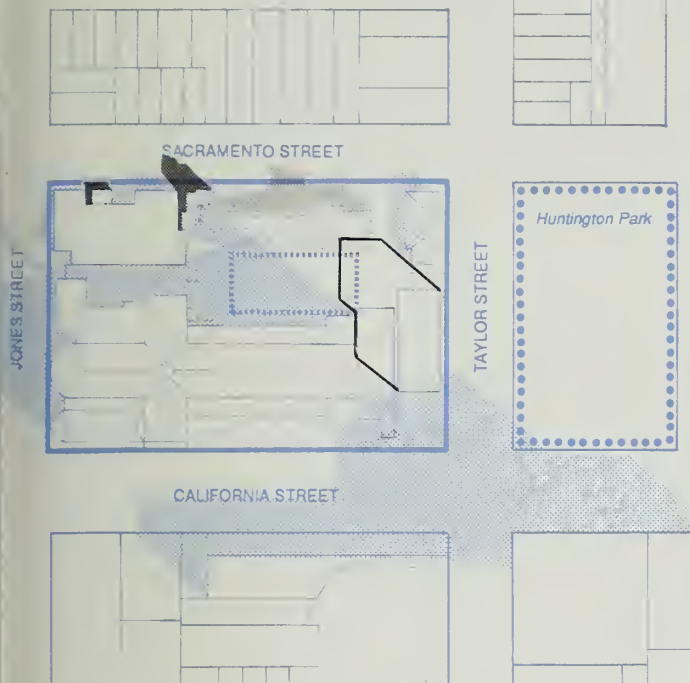 SACRAMENTO STREET
Huntington Park
JONES STREET
TAYLOR STREET
CALIFORNIA STREET